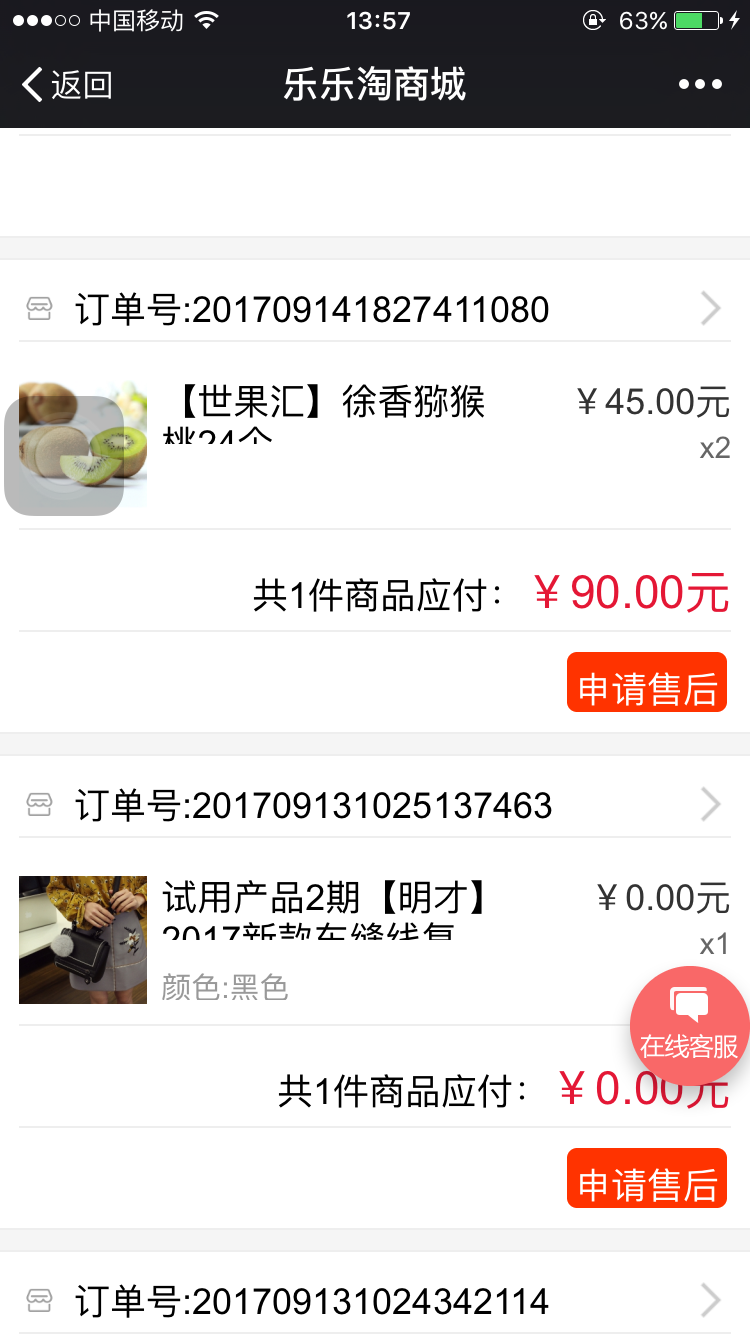 中国移动 13:57 63%
返回 乐乐淘商城
订单号:201709141827411080
【世果汇】徐香猕猴 ￥45.00元
桃24个 x2
共1件商品应付： ￥90.00元
申请售后
订单号:201709131025137463
试用产品2期【明才】 ￥0.00元
2017新款车缝线复 x1
颜色:黑色
在线客服
共1件商品应付： ￥0.00元
申请售后
订单号:201709131024342114